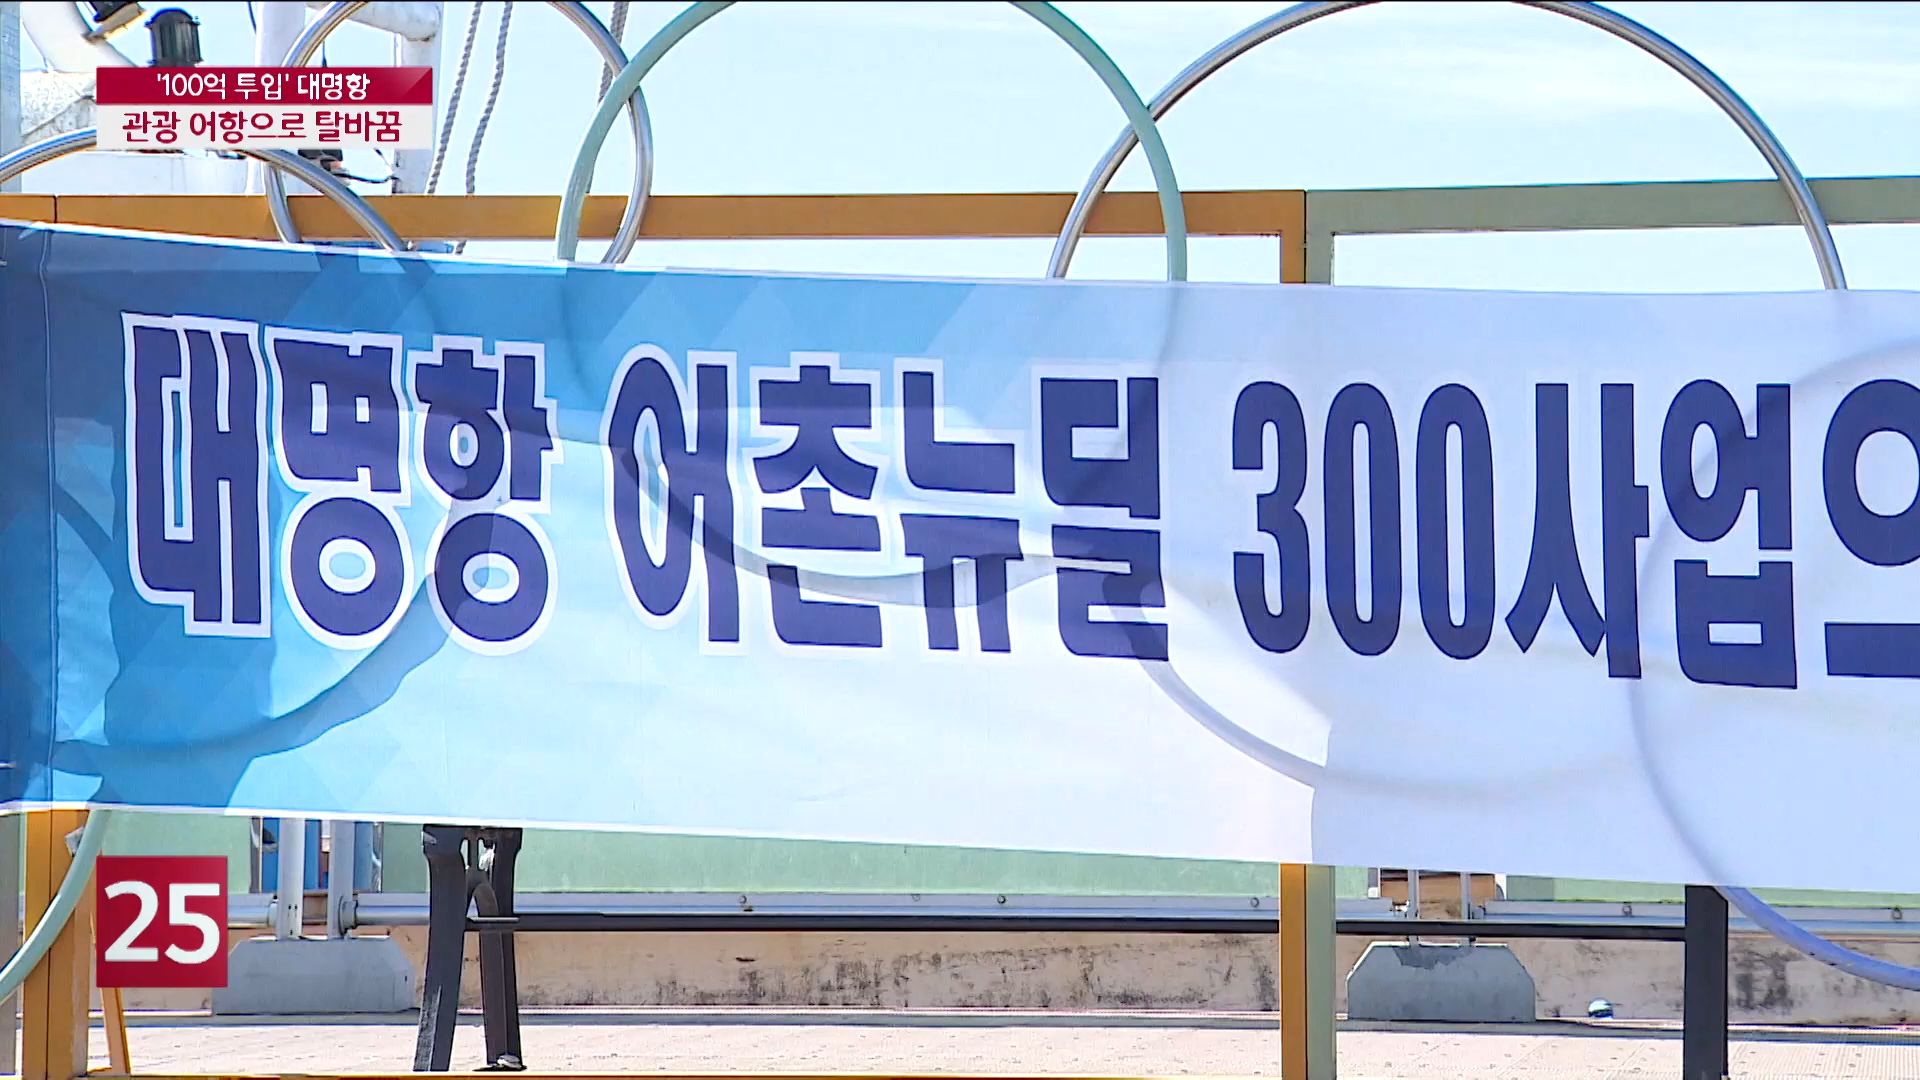 '100억 투입' 대명항
관광 어항으로 탈바꿈
대명항 어촌뉴딜 300사업으
25